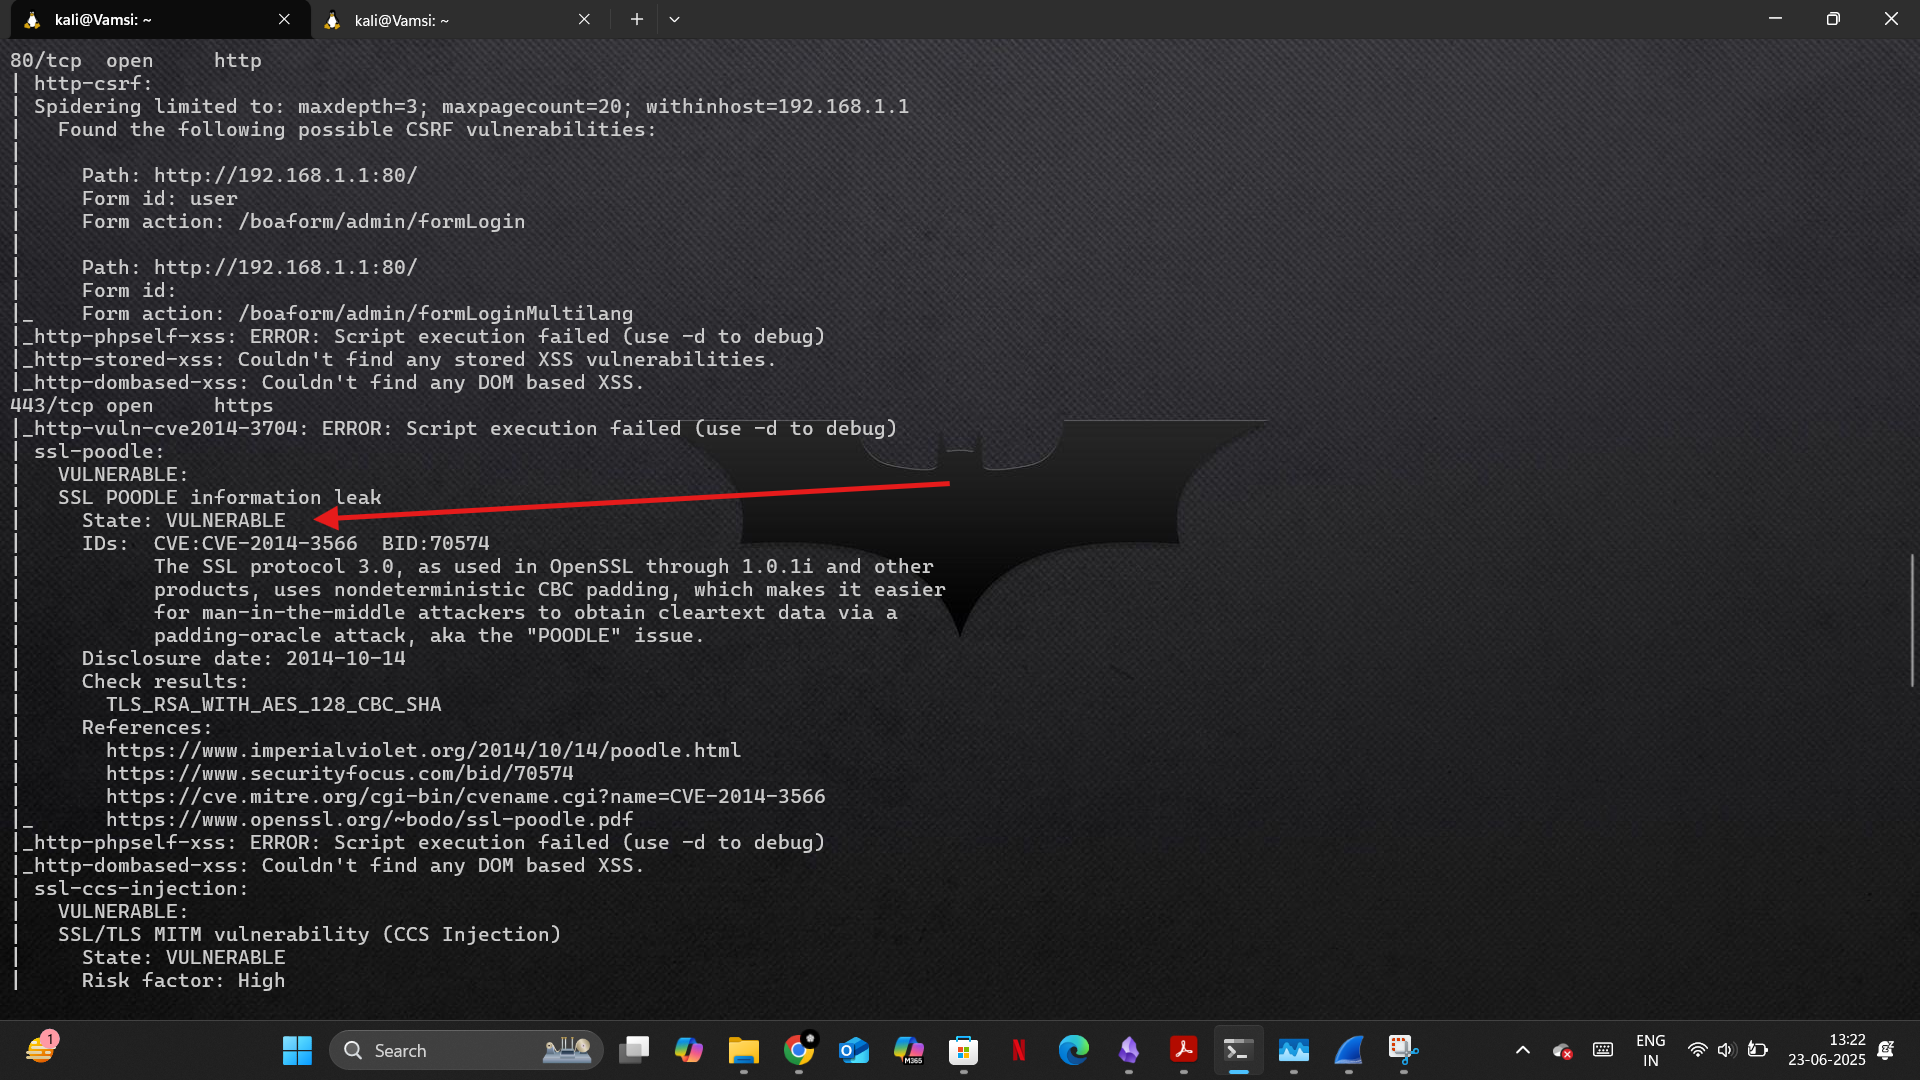 kali@Vamsi: ~
kali@Vamsi: ~
80/tcp  open     http
| http-csrf:
| Spidering limited to: maxdepth=3; maxpagecount=20; withinhost=192.168.1.1
|   Found the following possible CSRF vulnerabilities:
|
|     Path: http://192.168.1.1:80/
|     Form id: user
|     Form action: /boaform/admin/formLogin
|
|     Path: http://192.168.1.1:80/
|     Form id:
|_    Form action: /boaform/admin/formLoginMultilang
|_http-phpself-xss: ERROR: Script execution failed (use -d to debug)
|_http-stored-xss: Couldn't find any stored XSS vulnerabilities.
|_http-dombased-xss: Couldn't find any DOM based XSS.
443/tcp open     https
|_http-vuln-cve2014-3704: ERROR: Script execution failed (use -d to debug)
| ssl-poodle:
|   VULNERABLE:
|   SSL POODLE information leak
|     State: VULNERABLE
|     IDs:  CVE:CVE-2014-3566  BID:70574
|           The SSL protocol 3.0, as used in OpenSSL through 1.0.1i and other
|           products, uses nondeterministic CBC padding, which makes it easier
|           for man-in-the-middle attackers to obtain cleartext data via a
|           padding-oracle attack, aka the "POODLE" issue.
|     Disclosure date: 2014-10-14
|     Check results:
|       TLS_RSA_WITH_AES_128_CBC_SHA
|     References:
|       https://www.imperialviolet.org/2014/10/14/poodle.html
|       https://www.securityfocus.com/bid/70574
|       https://cve.mitre.org/cgi-bin/cvename.cgi?name=CVE-2014-3566
|_      https://www.openssl.org/~bodo/ssl-poodle.pdf
|_http-phpself-xss: ERROR: Script execution failed (use -d to debug)
|_http-dombased-xss: Couldn't find any DOM based XSS.
| ssl-ccs-injection:
|   VULNERABLE:
|   SSL/TLS MITM vulnerability (CCS Injection)
|     State: VULNERABLE
|     Risk factor: High
1
Search
M365
ENG
IN
13:22
23-06-2025